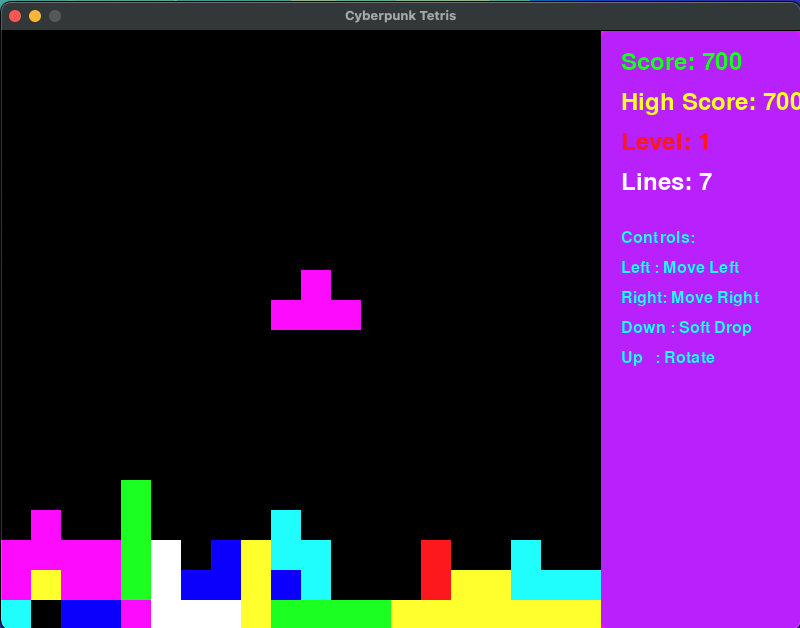 Cyberpunk Tetris
Score: 700
High Score: 700
Level: 1
Lines: 7
Controls:
Left : Move Left
Right: Move Right
Down : Soft Drop
Up : Rotate